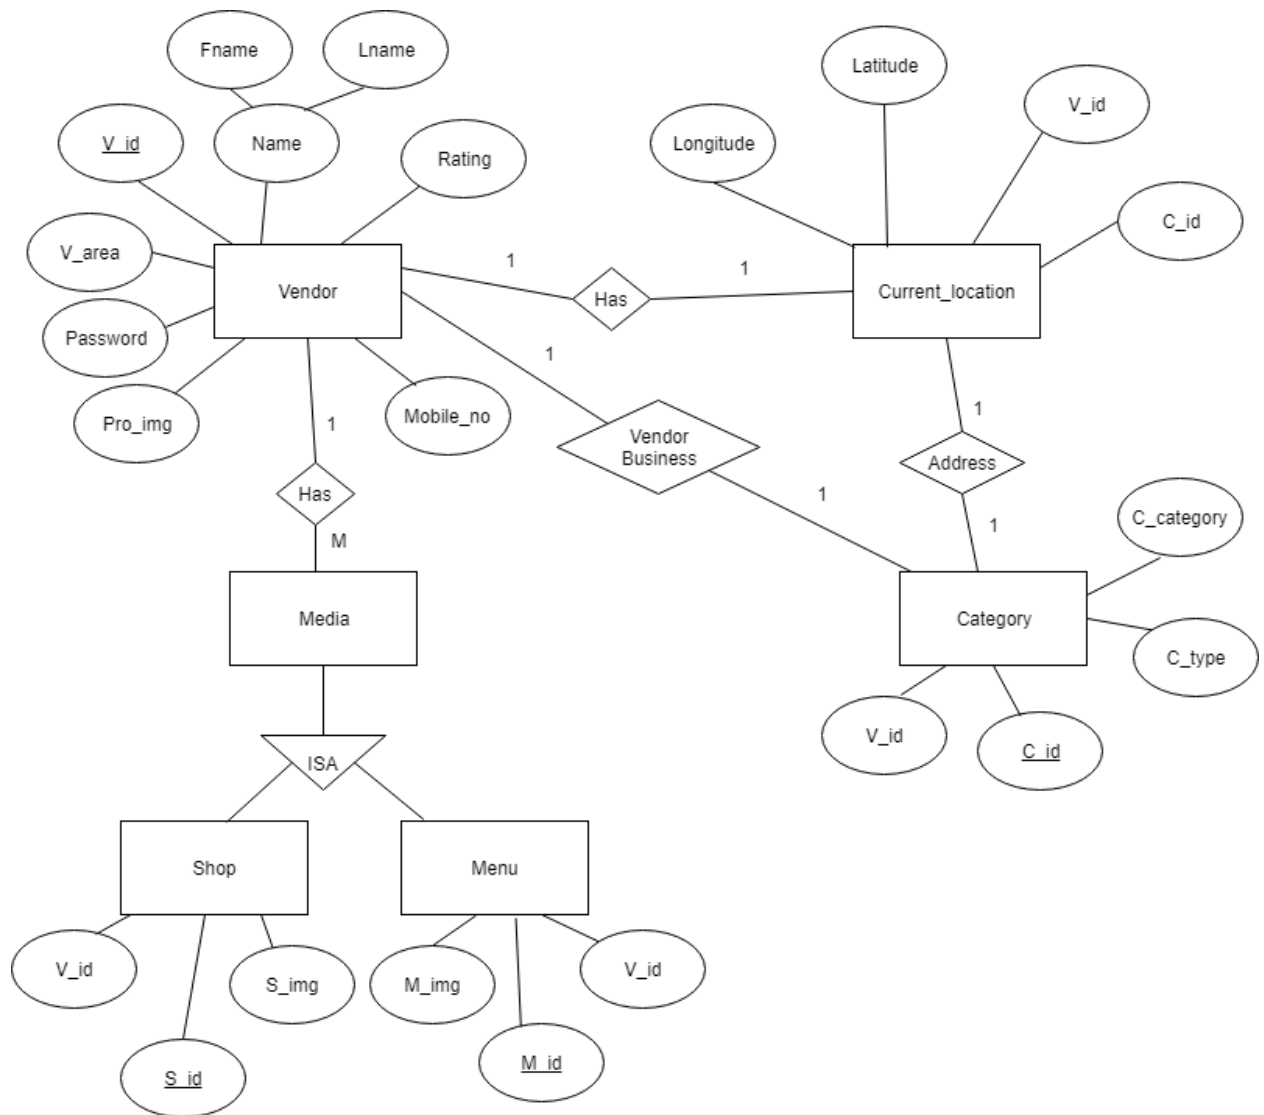 Fname
Lname
Latitude
V_id
V_id
Name
Rating
Longitude
C_id
V_area
Vendor
1
Has
1
Current_location
Password
Pro_img
Mobile_no
1
1
Vendor
Business
1
1
Address
1
Has
M
C_category
Media
Category
C_type
V_id
C_id
ISA
Shop
Menu
V_id
S_img
M_img
V_id
S_id
M_id